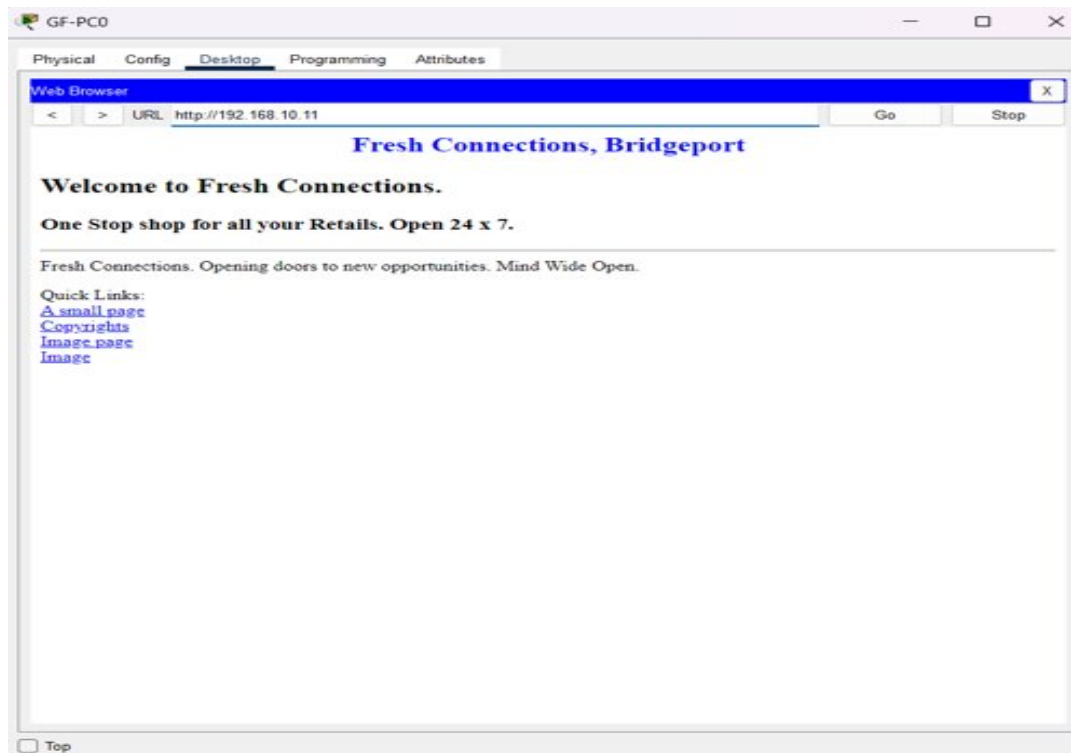 GF-PC0
Physical Config Desktop Programming Attributes
Web Browser X
< > URL http://192.168.10.11 Go Stop
Fresh Connections, Bridgeport
Welcome to Fresh Connections.
One Stop shop for all your Retails. Open 24 x 7.
Fresh Connections. Opening doors to new opportunities. Mind Wide Open.
Quick Links:
A small page
Copyrights
Image page
Image
Top